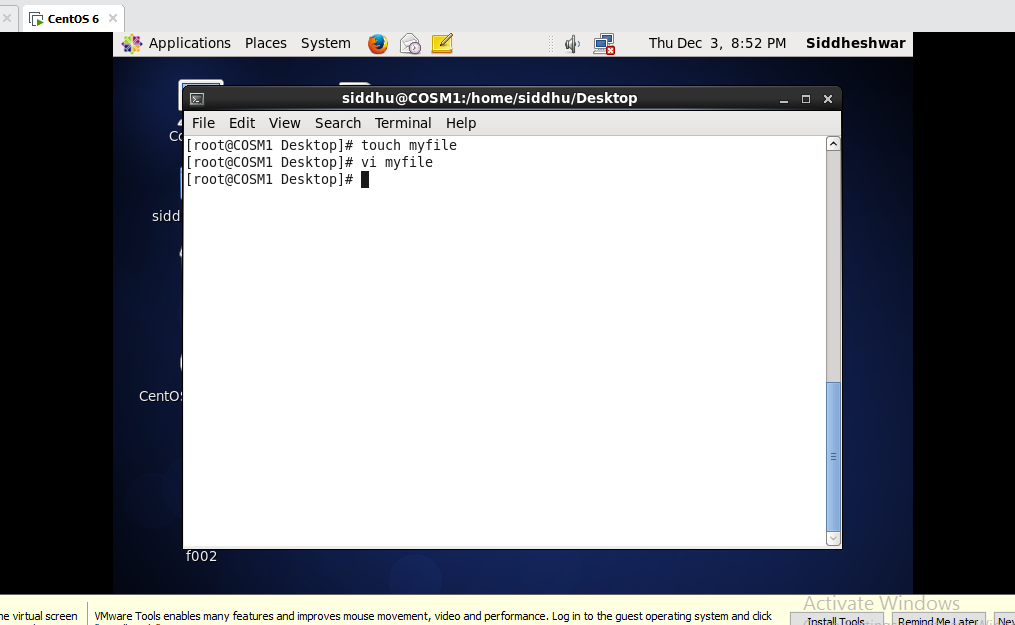 CentOS 6
Applications Places System Thu Dec 3, 8:52 PM Siddheshwar
siddhu@COSM1:/home/siddhu/Desktop
File Edit View Search Terminal Help
[root@COSM1 Desktop]# touch myfile
[root@COSM1 Desktop]# vi myfile
[root@COSM1 Desktop]#
sidd
CentOS
f002
Activate Windows
virtual screen
VMware Tools enables many features and improves mouse movement, video and performance. Log in to the guest operating system and click
Install Tools Remind Me Later